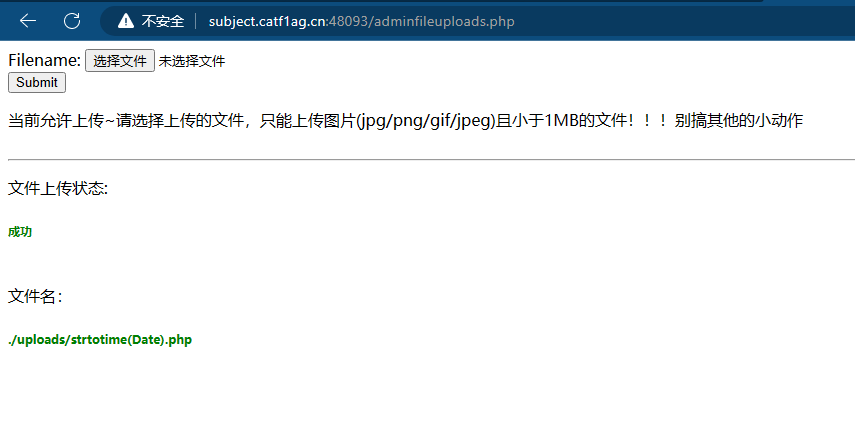 不安全 subject.catf1ag.cn:48093/adminfileuploads.php
Filename: 选择文件 未选择文件
Submit
当前允许上传~请选择上传的文件，只能上传图片(jpg/png/gif/jpeg)且小于1MB的文件！！！别搞其他的小动作
文件上传状态:
成功
文件名：
./uploads/strtotime(Date).php